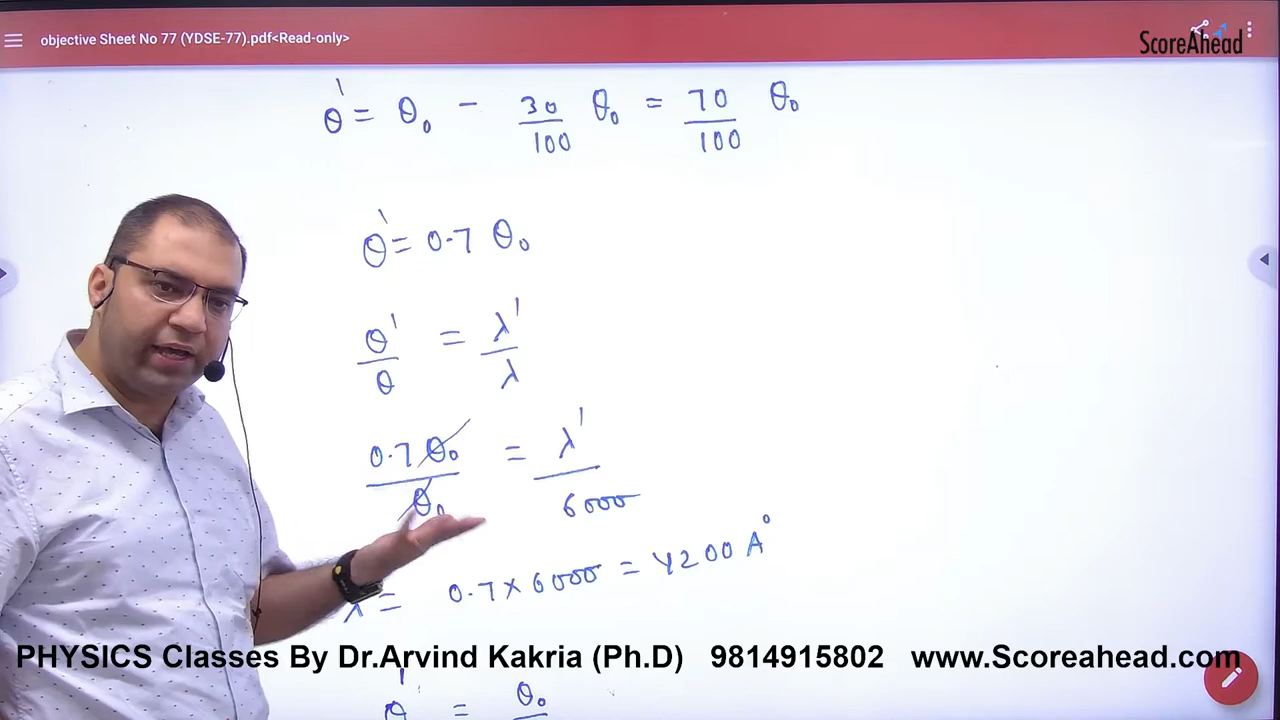 objective Sheet No 77 (YDSE-77).pdf<Read-only>
ScoreAhead
θ' = θ₀ - 30/100 θ₀ = 70/100 θ₀
θ' = 0.7 θ₀
θ'/θ = λ'/λ
0.7 θ₀/θ₀ = λ'/6000
λ = 0.7 × 6000 = 4200 A°
PHYSICS Classes By Dr.Arvind Kakria (Ph.D) 9814915802 www.Scoreahead.com
θ' = θ₀